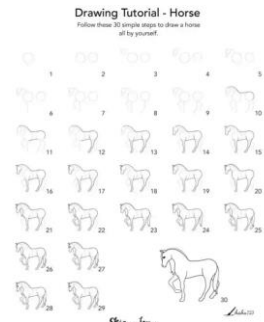 Drawing Tutorial - Horse
Follow these 30 simple steps to draw a horse
all by yourself.
1 2 3 4 5
6 7 8 9 10
11 12 13 14 15
16 17 18 19 20
21 22 23 24 25
26 27
28 29 30